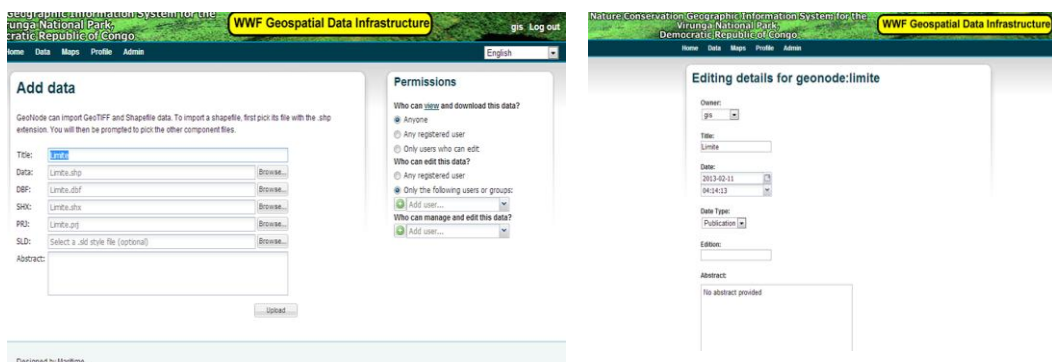 Geographic Information System for the
Virunga National Park,
Democratic Republic of Congo
WWF Geospatial Data Infrastructure
gis Log out
Home Data Maps Profile Admin
English
Add data
GeoNode can import GeoTIFF and Shapefile data. To import a shapefile, first pick its file with the .shp
extension. You will then be prompted to pick the other component files.
Title: Limite
Data: Limite.shp Browse...
DBF: Limite.dbf Browse...
SHX: Limite.shx Browse...
PRJ: Limite.prj Browse...
SLD: Select a .sld style file (optional) Browse...
Abstract:
Upload
Designed by Maritime
Permissions
Who can view and download this data?
Anyone
Any registered user
Only users who can edit
Who can edit this data?
Any registered user
Only the following users or groups:
Add user...
Who can manage and edit this data?
Add user...
Nature Conservation Geographic Information System for the
Virunga National Park,
Democratic Republic of Congo
WWF Geospatial Data Infrastructure
Home Data Maps Profile Admin
Editing details for geonode:limite
Owner:
gis
Title:
Limite
Date:
2013-02-11
04:14:13
Date Type:
Publication
Edition:
Abstract:
No abstract provided